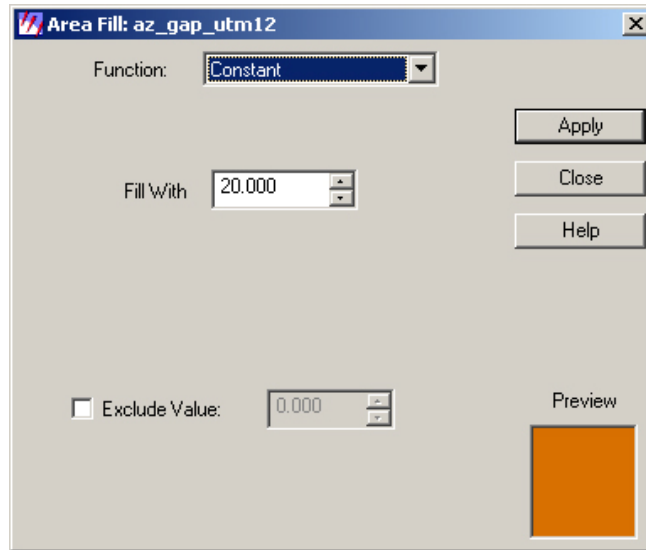 Area Fill: az_gap_utm12
Function: Constant
Apply
Fill With 20.000 Close
Help
Exclude Value: 0.000 Preview